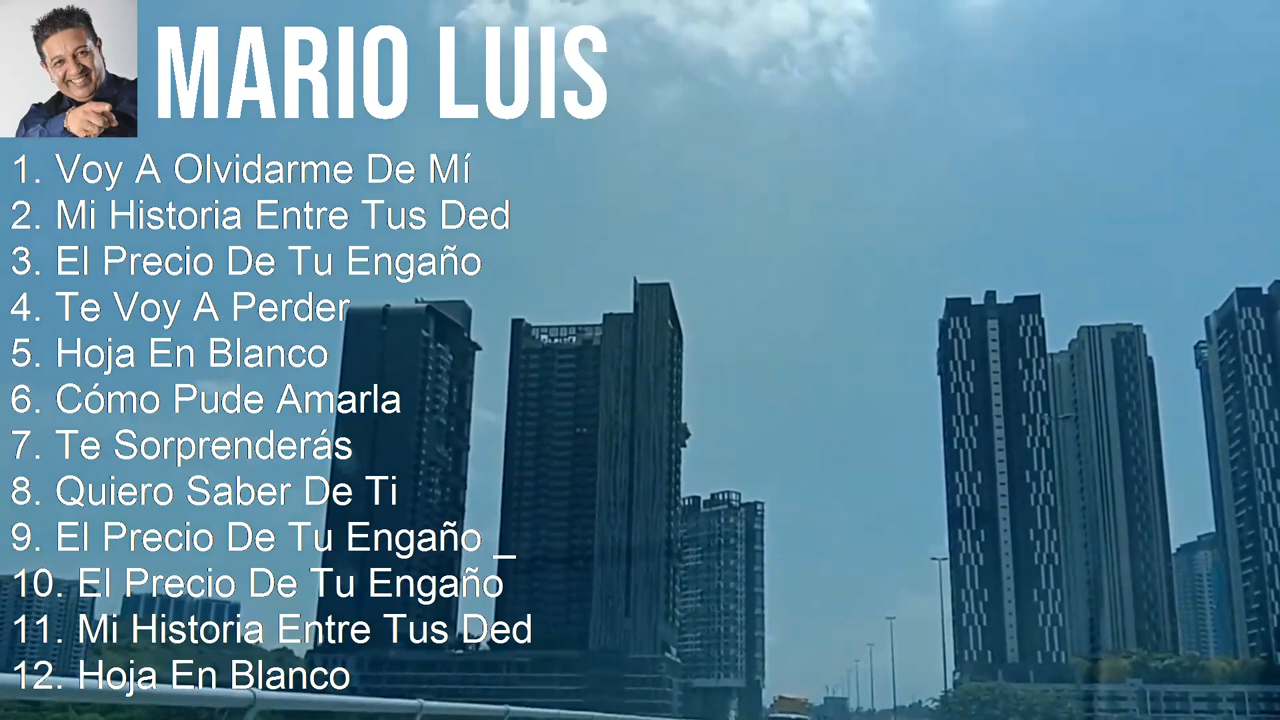 MARIO LUIS
1. Voy A Olvidarme De Mí
2. Mi Historia Entre Tus Ded
3. El Precio De Tu Engaño
4. Te Voy A Perder
5. Hoja En Blanco
6. Cómo Pude Amarla
7. Te Sorprenderás
8. Quiero Saber De Ti
9. El Precio De Tu Engaño _
10. El Precio De Tu Engaño
11. Mi Historia Entre Tus Ded
12. Hoja En Blanco